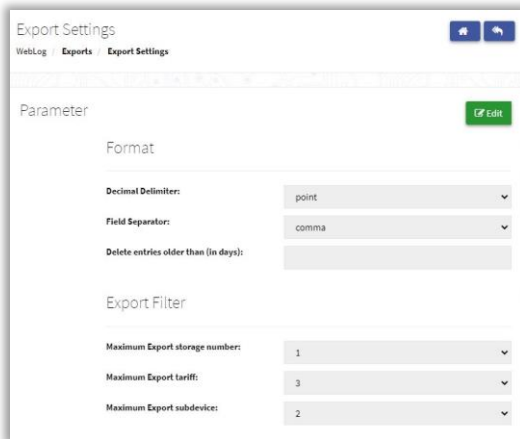 Export Settings
WebLog / Exports / Export Settings
Parameter
Edit
Format
Decimal Delimiter:
point
Field Separator:
comma
Delete entries older than (in days):
Export Filter
Maximum Export storage number:
1
Maximum Export tariff:
3
Maximum Export subdevice:
2